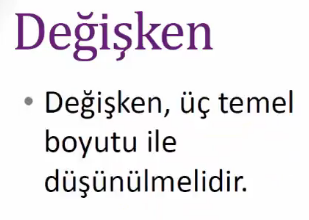 Değişken
• Değişken, üç temel
boyutu ile
düşünülmelidir.